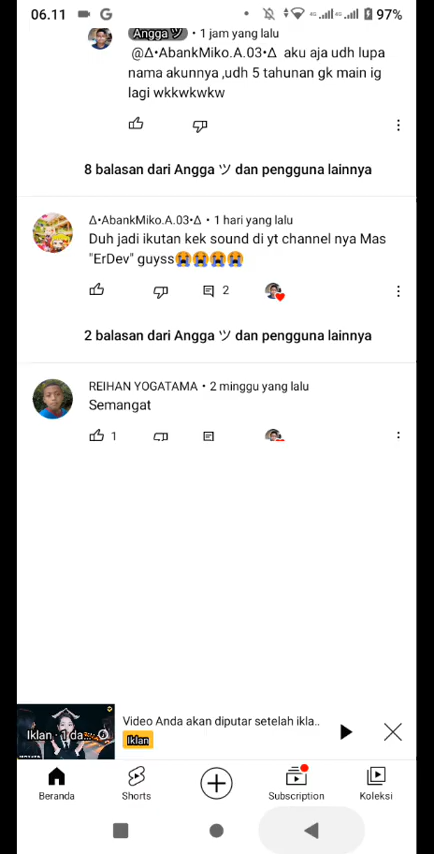 06.11
97%
Angga ツ • 1 jam yang lalu
@Δ•AbankMiko.A.03•Δ aku aja udh lupa
nama akunnya ,udh 5 tahunan gk main ig
lagi wkkwkwkw
8 balasan dari Angga ツ dan pengguna lainnya
Δ•AbankMiko.A.03•Δ • 1 hari yang lalu
Duh jadi ikutan kek sound di yt channel nya Mas
"ErDev" guyss😭😭😭😭
2
2 balasan dari Angga ツ dan pengguna lainnya
REIHAN YOGATAMA • 2 minggu yang lalu
Semangat
1
Iklan · 1 da...
Video Anda akan diputar setelah ikla..
Iklan
Beranda
Shorts
Subscription
Koleksi